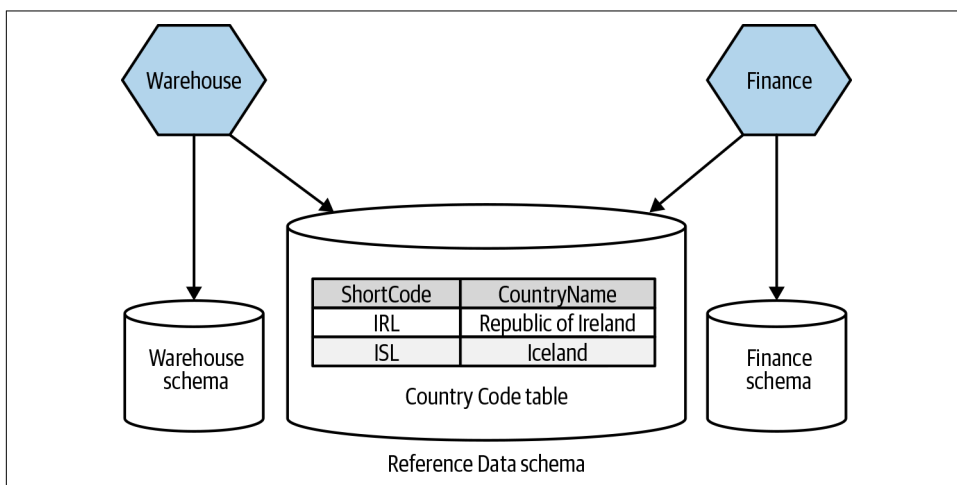 Warehouse
Finance
ShortCode CountryName
IRL Republic of Ireland
ISL Iceland
Country Code table
Warehouse
schema
Finance
schema
Reference Data schema